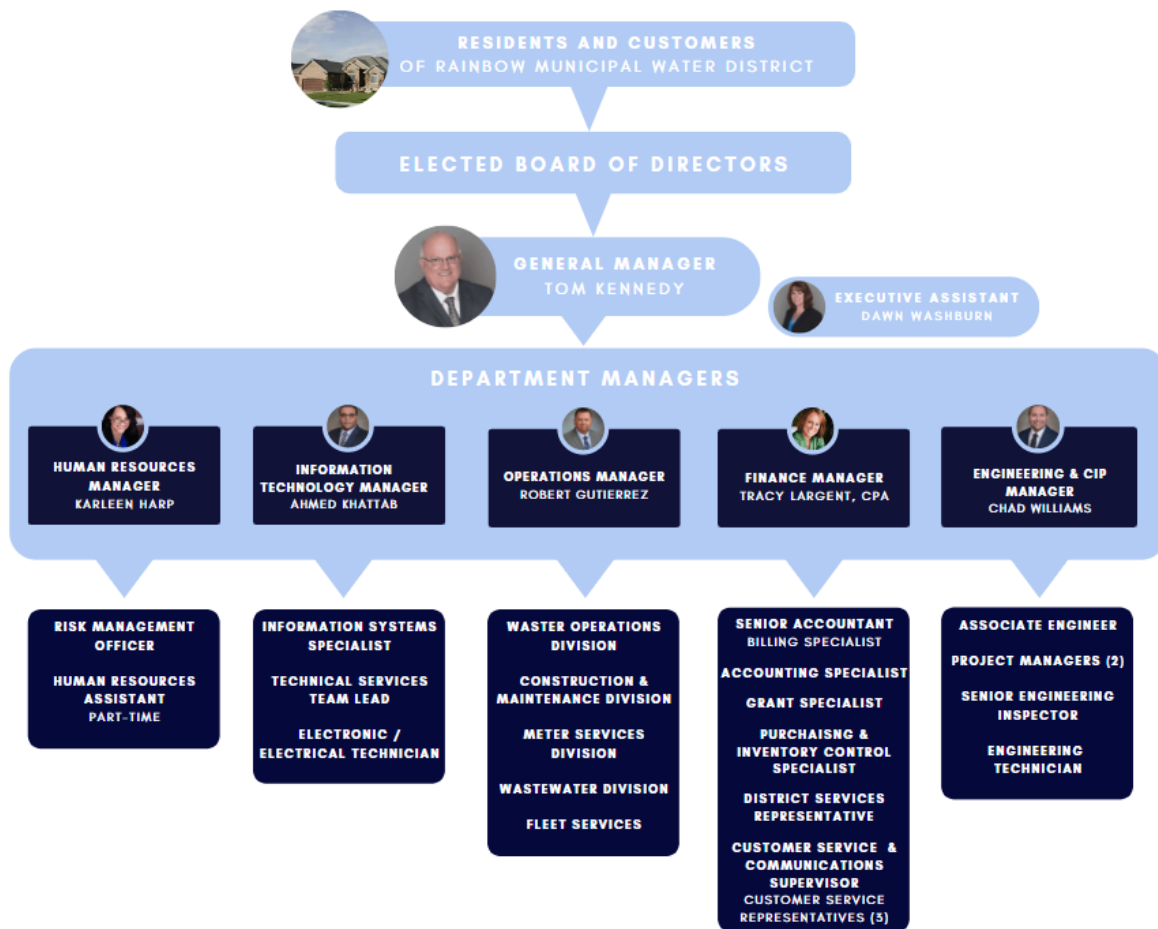 RESIDENTS AND CUSTOMERS
OF RAINBOW MUNICIPAL WATER DISTRICT
ELECTED BOARD OF DIRECTORS
GENERAL MANAGER
TOM KENNEDY
EXECUTIVE ASSISTANT
DAWN WASHBURN
DEPARTMENT MANAGERS
HUMAN RESOURCES
MANAGER
KARLEEN HARP
INFORMATION
TECHNOLOGY MANAGER
AHMED KHATTAB
OPERATIONS MANAGER
ROBERT GUTIERREZ
FINANCE MANAGER
TRACY LARGENT, CPA
ENGINEERING & CIP
MANAGER
CHAD WILLIAMS
RISK MANAGEMENT
OFFICER
HUMAN RESOURCES
ASSISTANT
PART-TIME
INFORMATION SYSTEMS
SPECIALIST
TECHNICAL SERVICES
TEAM LEAD
ELECTRONIC /
ELECTRICAL TECHNICIAN
WASTER OPERATIONS
DIVISION
CONSTRUCTION &
MAINTENANCE DIVISION
METER SERVICES
DIVISION
WASTEWATER DIVISION
FLEET SERVICES
SENIOR ACCOUNTANT
BILLING SPECIALIST
ACCOUNTING SPECIALIST
GRANT SPECIALIST
PURCHAISNG &
INVENTORY CONTROL
SPECIALIST
DISTRICT SERVICES
REPRESENTATIVE
CUSTOMER SERVICE &
COMMUNICATIONS
SUPERVISOR
CUSTOMER SERVICE
REPRESENTATIVES (3)
ASSOCIATE ENGINEER
PROJECT MANAGERS (2)
SENIOR ENGINEERING
INSPECTOR
ENGINEERING
TECHNICIAN